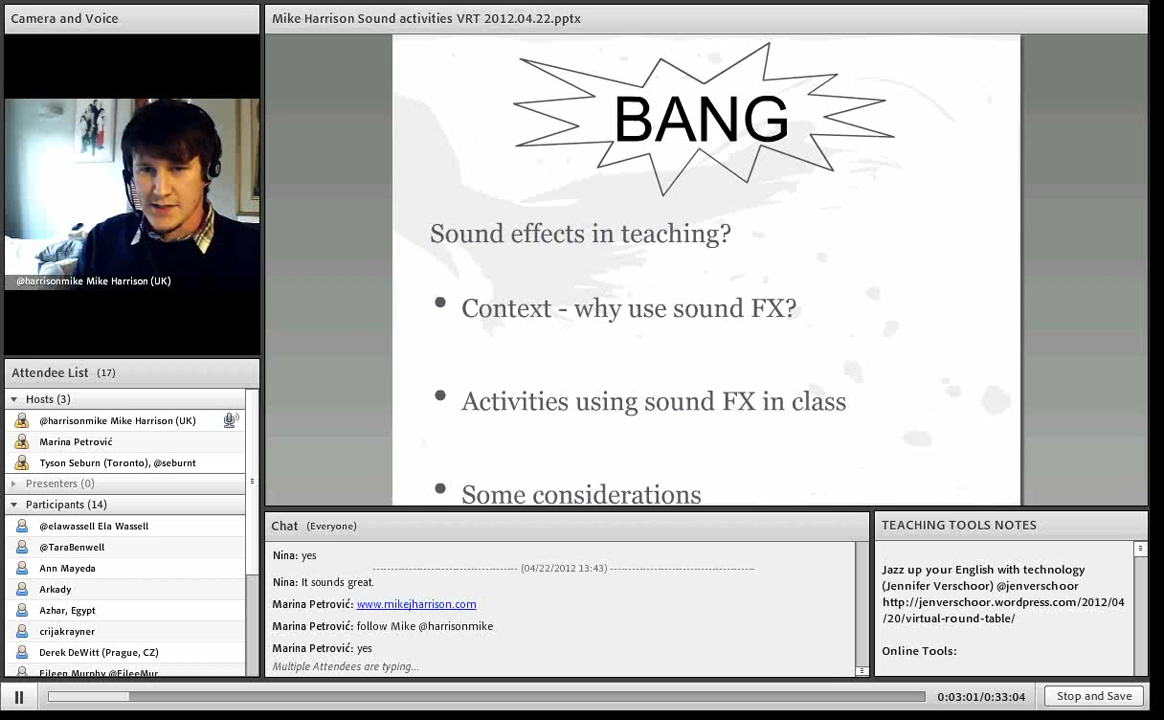 Camera and Voice
@harrisonmike Mike Harrison (UK)
Attendee List (17)
Hosts (3)
@harrisonmike Mike Harrison (UK)
Marina Petrović
Tyson Seburn (Toronto), @seburnt
Presenters (0)
Participants (14)
@elawassell Ela Wassell
@TaraBenwell
Ann Mayeda
Arkady
Azhar, Egypt
crijakrayner
Derek DeWitt (Prague, CZ)
Eileen Murphy @EileeMur
Mike Harrison Sound activities VRT 2012.04.22.pptx
BANG
Sound effects in teaching?
• Context - why use sound FX?
• Activities using sound FX in class
• Some considerations
Chat (Everyone)
Nina: yes
(04/22/2012 13:43)
Nina: It sounds great.
Marina Petrović: www.mikejharrison.com
Marina Petrović: follow Mike @harrisonmike
Marina Petrović: yes
Multiple Attendees are typing...
TEACHING TOOLS NOTES
Jazz up your English with technology
(Jennifer Verschoor) @jenverschoor
http://jenverschoor.wordpress.com/2012/04
/20/virtual-round-table/
Online Tools:
0:03:01/0:33:04
Stop and Save